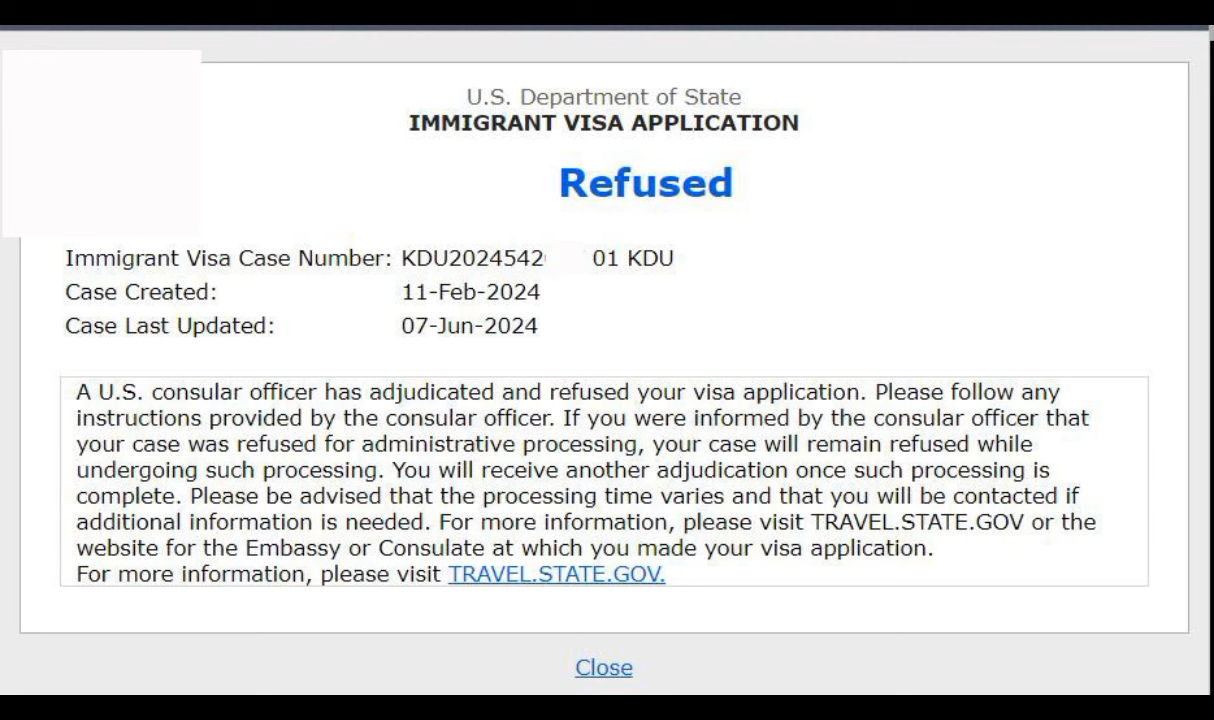 U.S. Department of State
IMMIGRANT VISA APPLICATION
Refused
Immigrant Visa Case Number: KDU2024542 01 KDU
Case Created: 11-Feb-2024
Case Last Updated: 07-Jun-2024
A U.S. consular officer has adjudicated and refused your visa application. Please follow any
instructions provided by the consular officer. If you were informed by the consular officer that
your case was refused for administrative processing, your case will remain refused while
undergoing such processing. You will receive another adjudication once such processing is
complete. Please be advised that the processing time varies and that you will be contacted if
additional information is needed. For more information, please visit TRAVEL.STATE.GOV or the
website for the Embassy or Consulate at which you made your visa application.
For more information, please visit TRAVEL.STATE.GOV.
Close